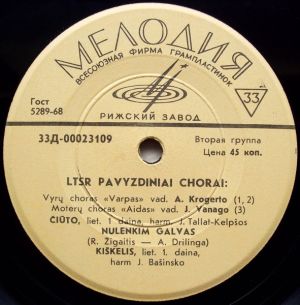 МЕЛОДИЯ
ВСЕСОЮЗНАЯ ФИРМА ГРАМПЛАСТИНОК
33
Гост
5289-68
РИЖСКИЙ ЗАВОД
33Д-00023109
Вторая группа
Цена 45 коп.
LTSR PAVYZDINIAI CHORAI:
Vyrų choras «Varpas» vad. A. Krogerto (1, 2)
Moterų choras «Aidas» vad. J. Vanago (3)
ČIŪTO, liet. l. daina, harm. J. Tallat-Kelpšos
NULENKIM GALVAS
(R. Žigaitis — A. Drilinga)
KIŠKELIS, liet. l. daina,
harm J. Bašinsko